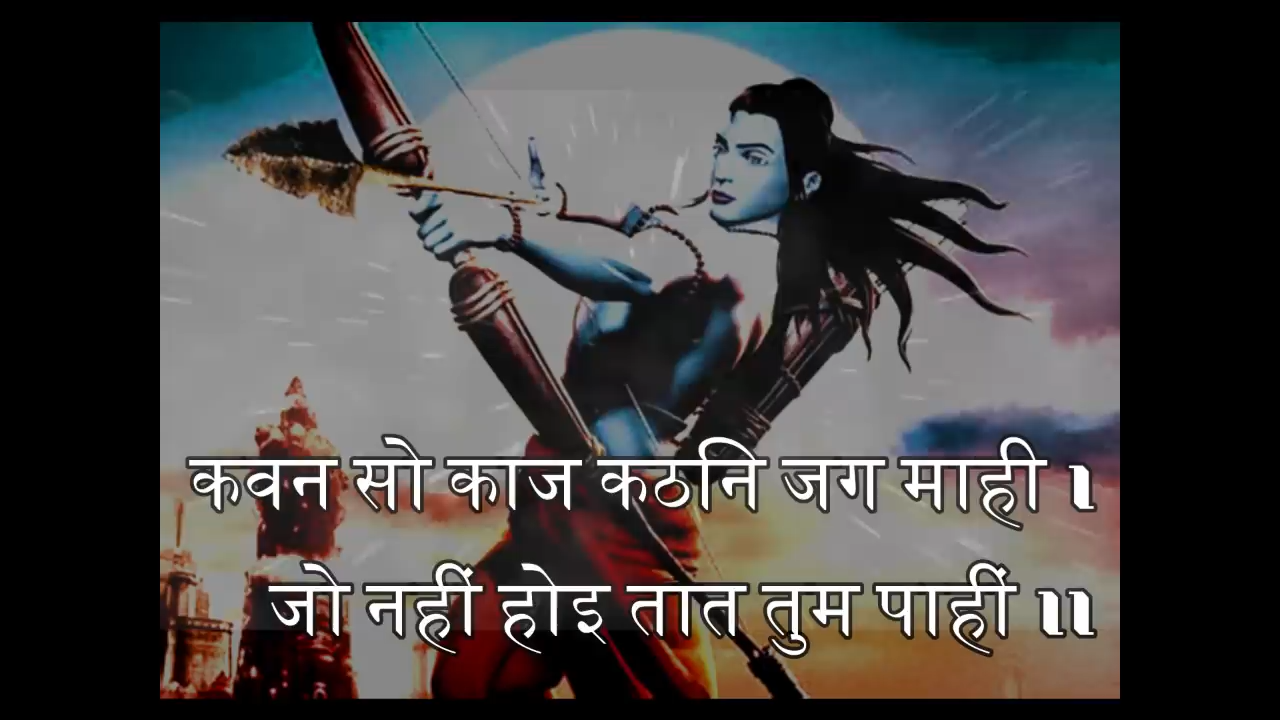 कवन सो काज कठनि जग माही ।
जो नहीं होइ तात तुम पाहीं ।।